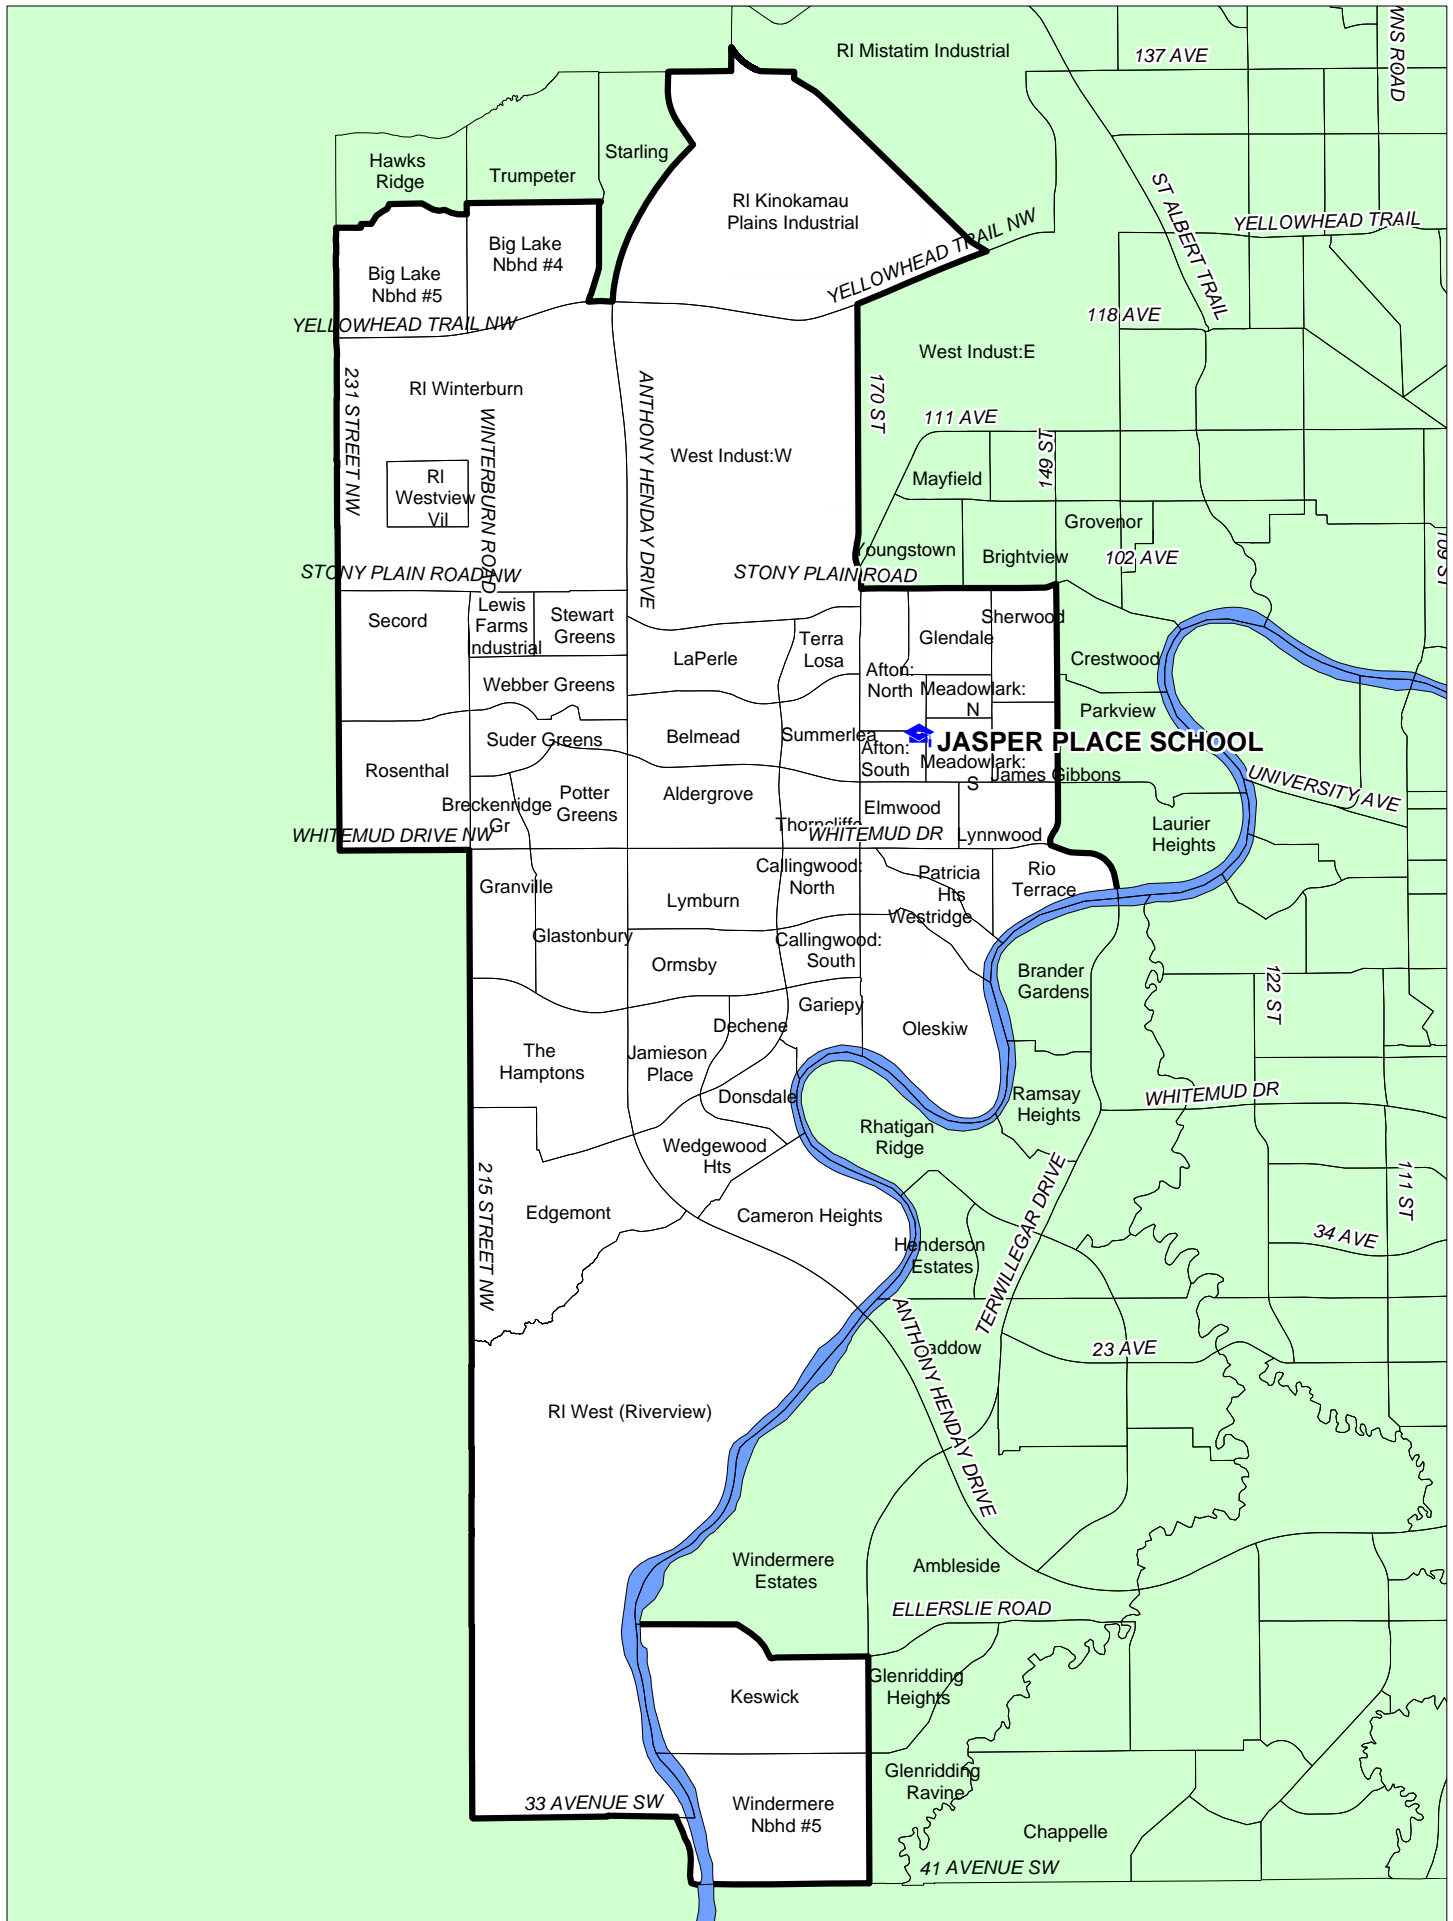 WNS ROAD
RI Mistatim Industrial
137 AVE
Hawks
Ridge
Trumpeter
Starling
ST ALBERT TRAIL
RI Kinokamau
Plains Industrial
YELLOWHEAD TRAIL
YELLOWHEAD TRAIL NW
Big Lake
Nbhd #4
Big Lake
Nbhd #5
YELLOWHEAD TRAIL NW
118 AVE
West Indust:E
231 STREET NW
RI Winterburn
WINTERBURN ROAD
ANTHONY HENDAY DRIVE
170 ST
111 AVE
149 ST
West Indust:W
RI
Westview
Vil
Mayfield
Grovenor
Youngstown
Brightview
102 AVE
109 ST
STONY PLAIN ROAD NW
STONY PLAIN ROAD
Secord
Lewis
Farms
Industrial
Stewart
Greens
LaPerle
Terra
Losa
Glendale
Sherwood
Afton:
North
Crestwood
Webber Greens
Meadowlark:
N
Parkview
Suder Greens
Belmead
Summerlea
JASPER PLACE SCHOOL
Afton:
South
Meadowlark:
S
James Gibbons
UNIVERSITY AVE
Rosenthal
Breckenridge
Gr
Potter
Greens
Aldergrove
Elmwood
Laurier
Heights
WHITEMUD DRIVE NW
Thorncliffe
WHITEMUD DR
Lynnwood
Granville
Lymburn
Callingwood:
North
Patricia
Hts
Rio
Terrace
Westridge
Glastonbury
Ormsby
Callingwood:
South
Brander
Gardens
122 ST
Gariepy
Oleskiw
Dechene
The
Hamptons
Jamieson
Place
Donsdale
Ramsay
Heights
WHITEMUD DR
Rhatigan
Ridge
Wedgewood
Hts
111 ST
215 STREET NW
TERWILLEGAR DRIVE
Edgemont
Cameron Heights
Henderson
Estates
34 AVE
ANTHONY HENDAY DRIVE
addow
23 AVE
RI West (Riverview)
Windermere
Estates
Ambleside
ELLERSLIE ROAD
Keswick
Glenridding
Heights
Glenridding
Ravine
33 AVENUE SW
Windermere
Nbhd #5
Chappelle
41 AVENUE SW